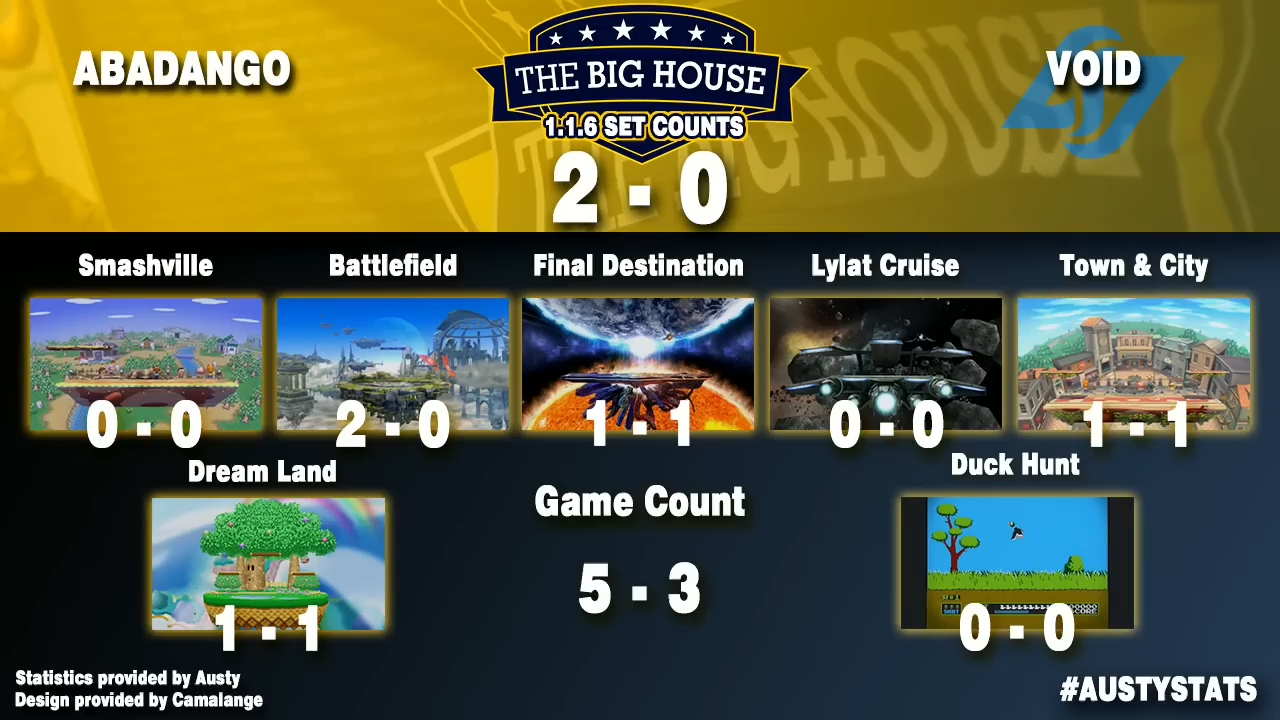 ABADANGO
THE BIG HOUSE
VOID
1.1.6 SET COUNTS
2 - 0
Smashville
Battlefield
Final Destination
Lylat Cruise
Town & City
0 - 0
2 - 0
1 - 1
0 - 0
1 - 1
Dream Land
Game Count
Duck Hunt
1 - 1
5 - 3
0 - 0
Statistics provided by Austy
Design provided by Camalange
#AUSTYSTATS